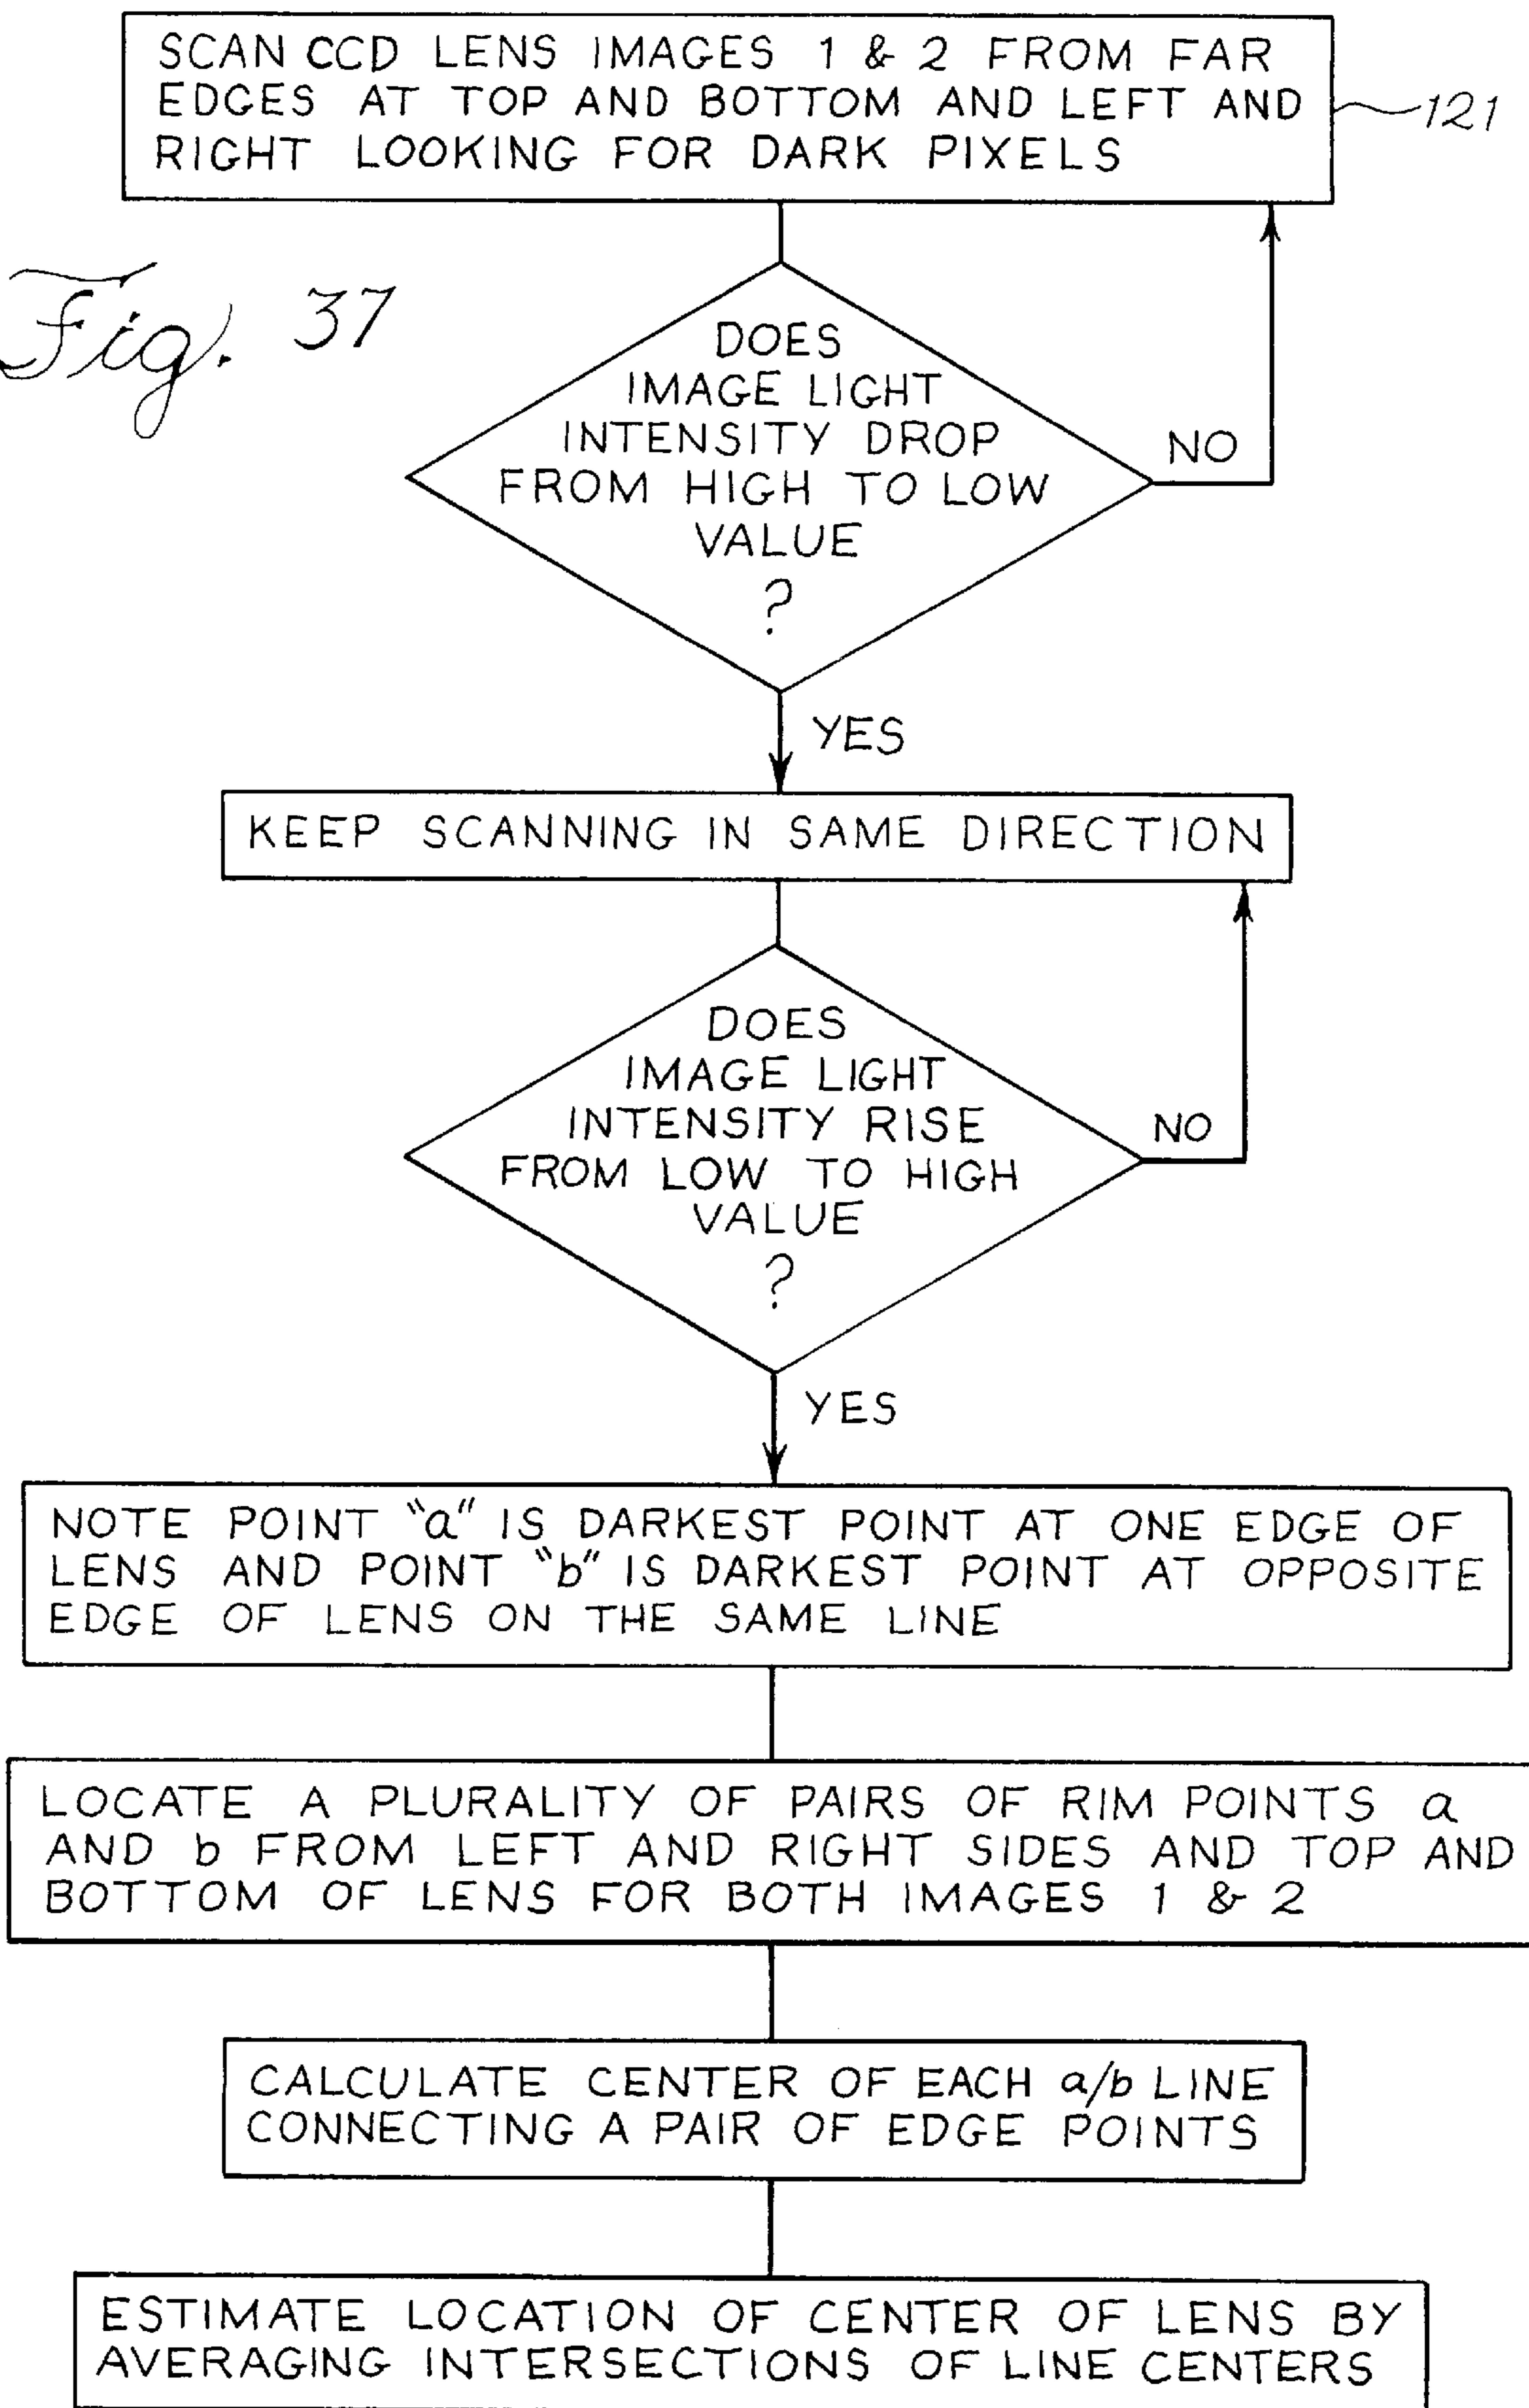 SCAN CCD LENS IMAGES 1 & 2 FROM FAR
EDGES AT TOP AND BOTTOM AND LEFT AND
RIGHT LOOKING FOR DARK PIXELS
121
Fig. 37
DOES
IMAGE LIGHT
INTENSITY DROP
FROM HIGH TO LOW
VALUE
?
NO
YES
KEEP SCANNING IN SAME DIRECTION
DOES
IMAGE LIGHT
INTENSITY RISE
FROM LOW TO HIGH
VALUE
?
NO
YES
NOTE POINT "a" IS DARKEST POINT AT ONE EDGE OF
LENS AND POINT "b" IS DARKEST POINT AT OPPOSITE
EDGE OF LENS ON THE SAME LINE
LOCATE A PLURALITY OF PAIRS OF RIM POINTS a
AND b FROM LEFT AND RIGHT SIDES AND TOP AND
BOTTOM OF LENS FOR BOTH IMAGES 1 & 2
CALCULATE CENTER OF EACH a/b LINE
CONNECTING A PAIR OF EDGE POINTS
ESTIMATE LOCATION OF CENTER OF LENS BY
AVERAGING INTERSECTIONS OF LINE CENTERS